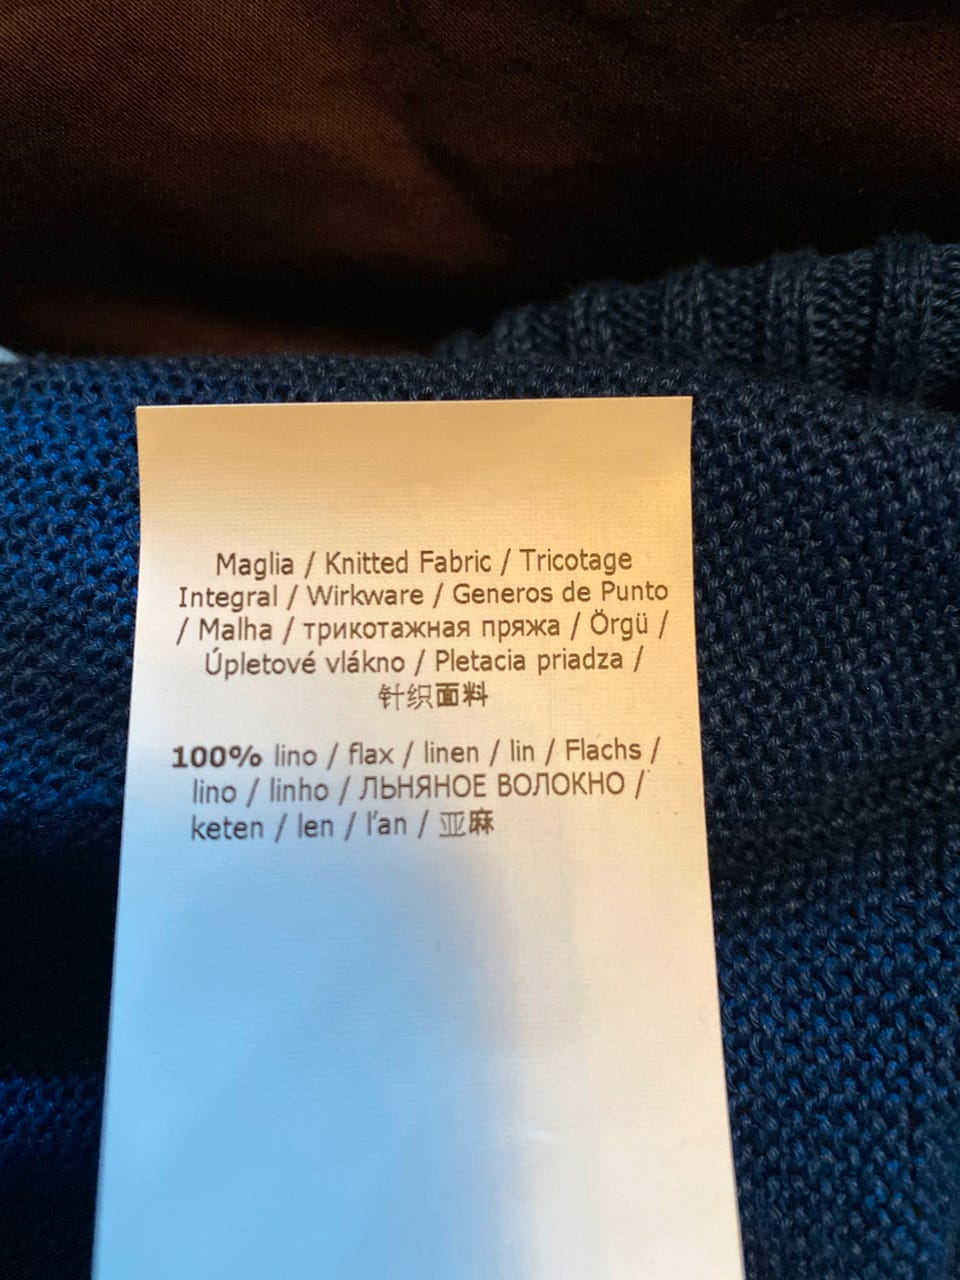 Maglia / Knitted Fabric / Tricotage
Integral / Wirkware / Generos de Punto
/ Malha / трикотажная пряжа / Örgü /
Úpletové vlákno / Pletacia priadza /
针织面料
100% lino / flax / linen / lin / Flachs /
lino / linho / ЛЬНЯНОЕ ВОЛОКНО /
keten / len / l'an / 亚麻